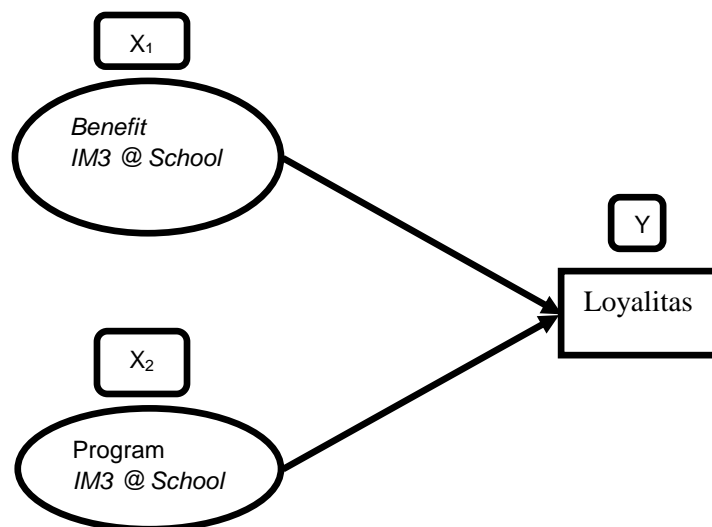 X₁
Benefit
IM3 @ School
Y
Loyalitas
X₂
Program
IM3 @ School